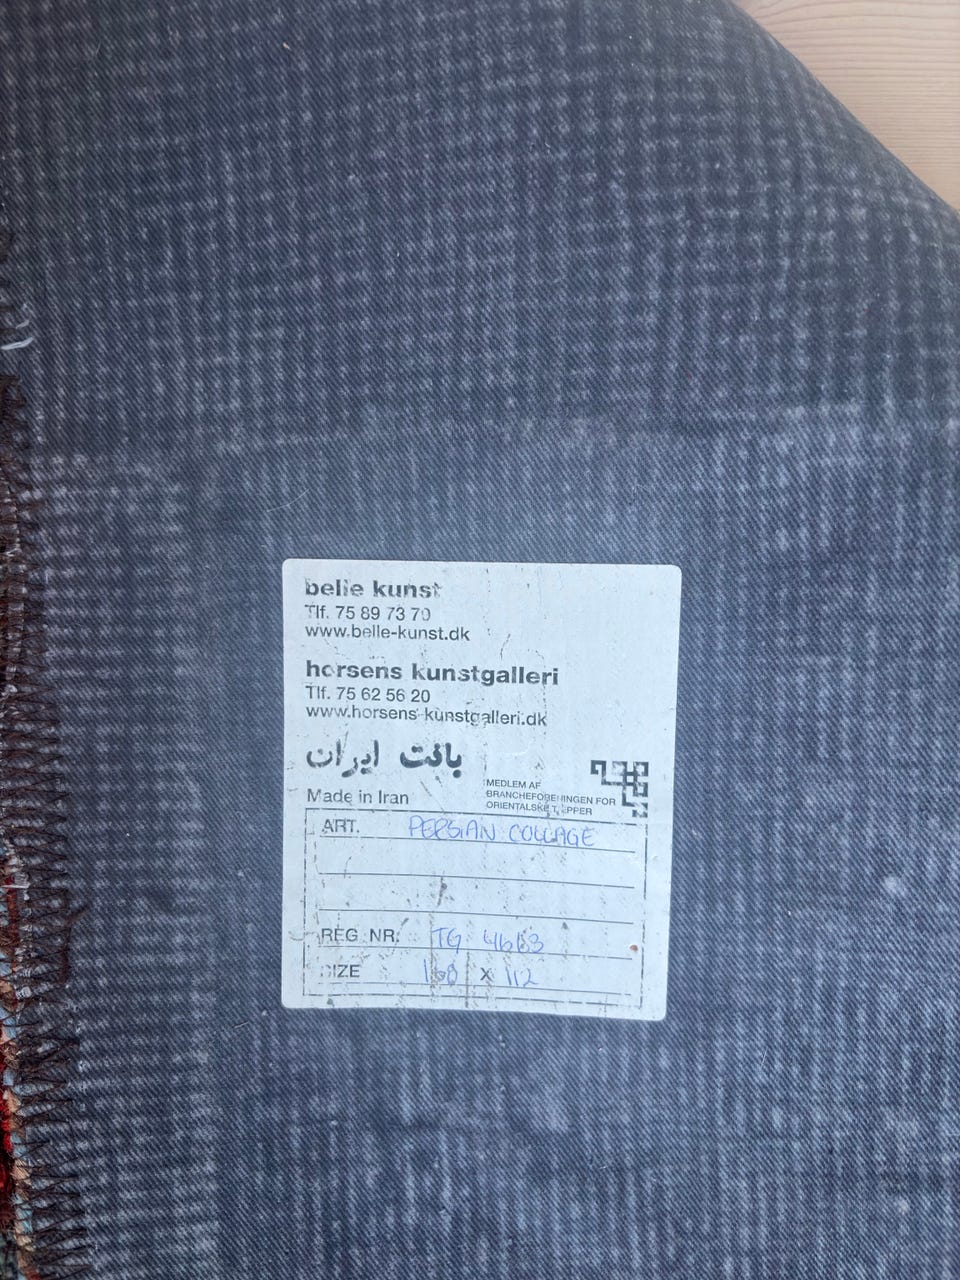 belle kunst
Tlf. 75 89 73 70
www.belle-kunst.dk
horsens kunstgalleri
Tlf. 75 62 56 20
www.horsens-kunstgalleri.dk
بافت ایران
Made in Iran
MEDLEM AF
BRANCHEFORENINGEN FOR
ORIENTALSKE TÆPPER
ART. PERSIAN COLLAGE
REG NR. TG
SIZE 168 X 112